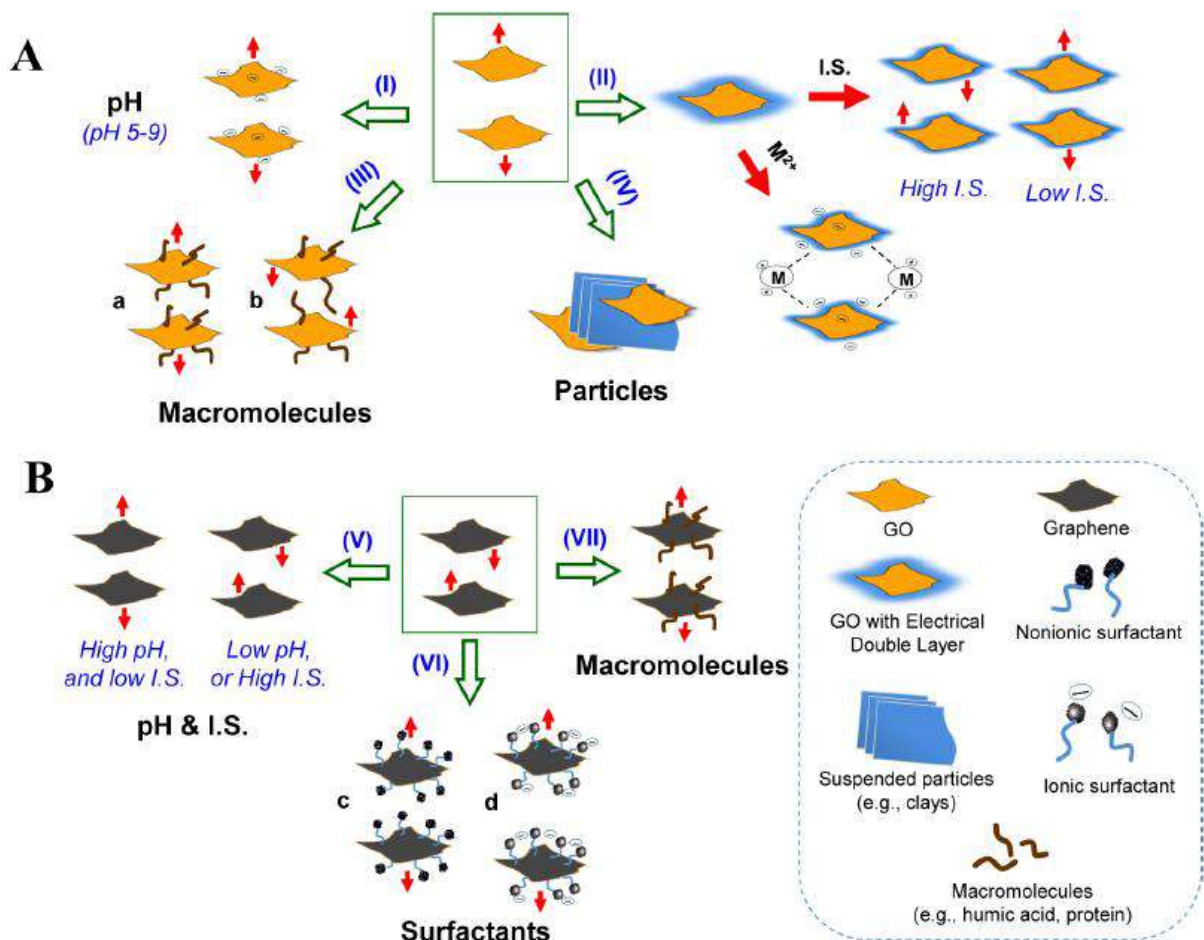 A
pH
(pH 5-9)
(I)
(II)
I.S.
M²⁺
High I.S.
Low I.S.
(III)
(IV)
a
b
M
M
Macromolecules
Particles
B
(V)
(VII)
High pH,
and low I.S.
Low pH,
or High I.S.
pH & I.S.
(VI)
Macromolecules
c
d
Surfactants
GO
Graphene
GO with Electrical
Double Layer
Nonionic surfactant
Suspended particles
(e.g., clays)
Ionic surfactant
Macromolecules
(e.g., humic acid, protein)